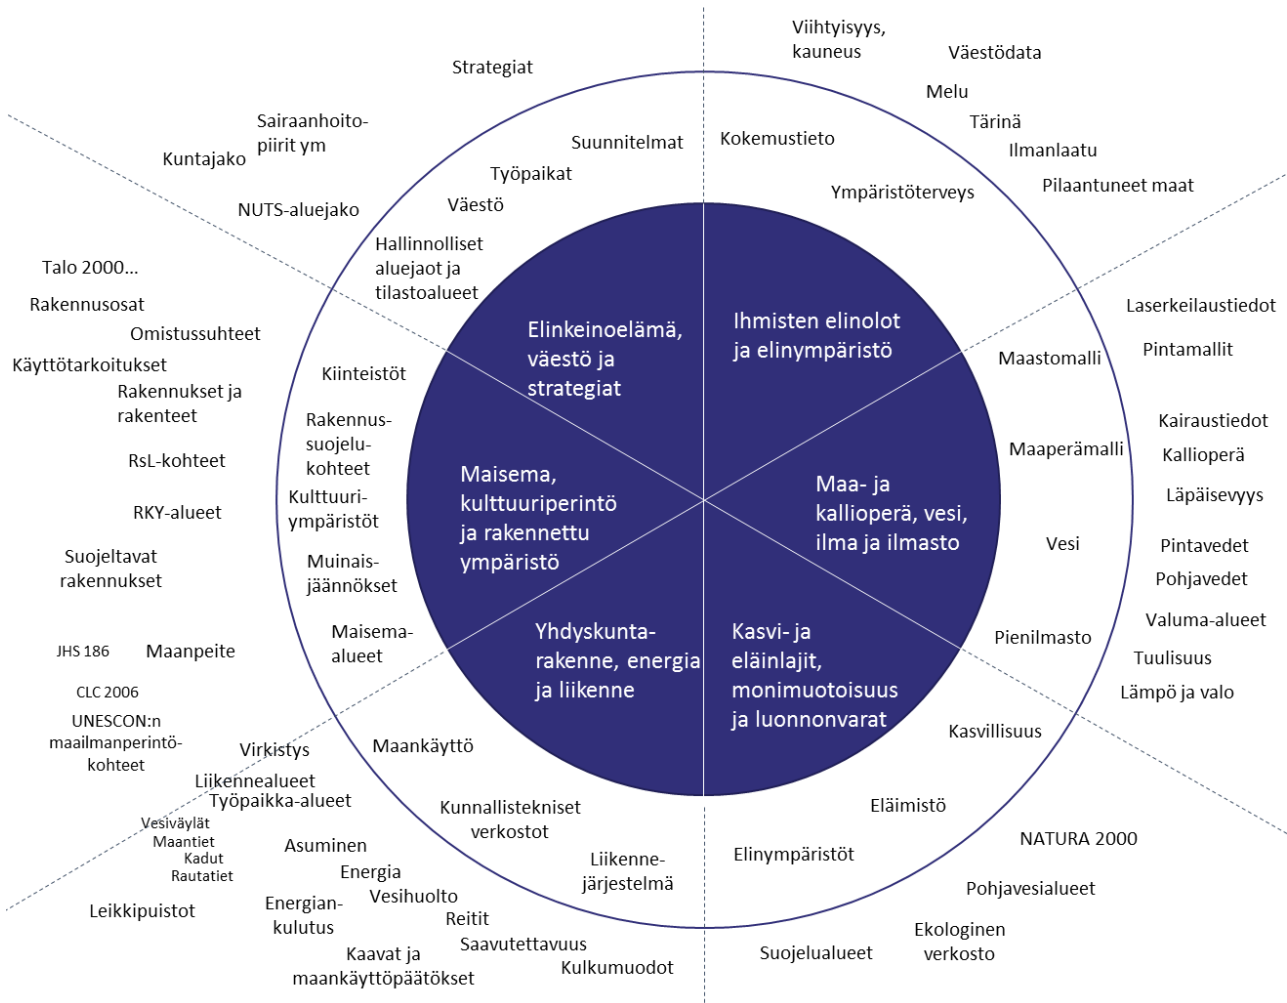 Viihtyisyys,
kauneus
Väestödata
Melu
Tärinä
Ilmanlaatu
Pilaantuneet maat
Kokemustieto
Ympäristöterveys
Ihmisten elinolot
ja elinympäristö
Laserkeilaustiedot
Pintamallit
Kairaustiedot
Kallioperä
Läpäisevyys
Pintavedet
Pohjavedet
Valuma-alueet
Tuulisuus
Lämpö ja valo
Maastomalli
Maaperämalli
Vesi
Pienilmasto
Maa- ja
kallioperä, vesi,
ilma ja ilmasto
Kasvi- ja
eläinlajit,
monimuotoisuus
ja luonnonvarat
Kasvillisuus
Eläimistö
Elinympäristöt
NATURA 2000
Pohjavesialueet
Ekologinen
verkosto
Suojelualueet
Yhdyskunta-
rakenne, energia
ja liikenne
Maankäyttö
Kunnallistekniset
verkostot
Liikenne-
järjestelmä
Virkistys
Liikennealueet
Työpaikka-alueet
Vesiväylät
Maantiet
Kadut
Rautatiet
Asuminen
Energia
Vesihuolto
Leikkipuistot
Energian-
kulutus
Reitit
Saavutettavuus
Kaavat ja
maankäyttöpäätökset
Kulkumuodot
Maisema,
kulttuuriperintö
ja rakennettu
ympäristö
Kiinteistöt
Rakennus-
suojelu-
kohteet
Kulttuuri-
ympäristöt
Muinais-
jäännökset
Maisema-
alueet
Talo 2000...
Rakennusosat
Omistussuhteet
Käyttötarkoitukset
Rakennukset ja
rakenteet
RsL-kohteet
RKY-alueet
Suojeltavat
rakennukset
JHS 186
Maanpeite
CLC 2006
UNESCON:n
maailmanperintö-
kohteet
Elinkeinoelämä,
väestö ja
strategiat
Suunnitelmat
Työpaikat
Väestö
Hallinnolliset
aluejaot ja
tilastoalueet
Strategiat
Sairaanhoito-
piirit ym
Kuntajako
NUTS-aluejako